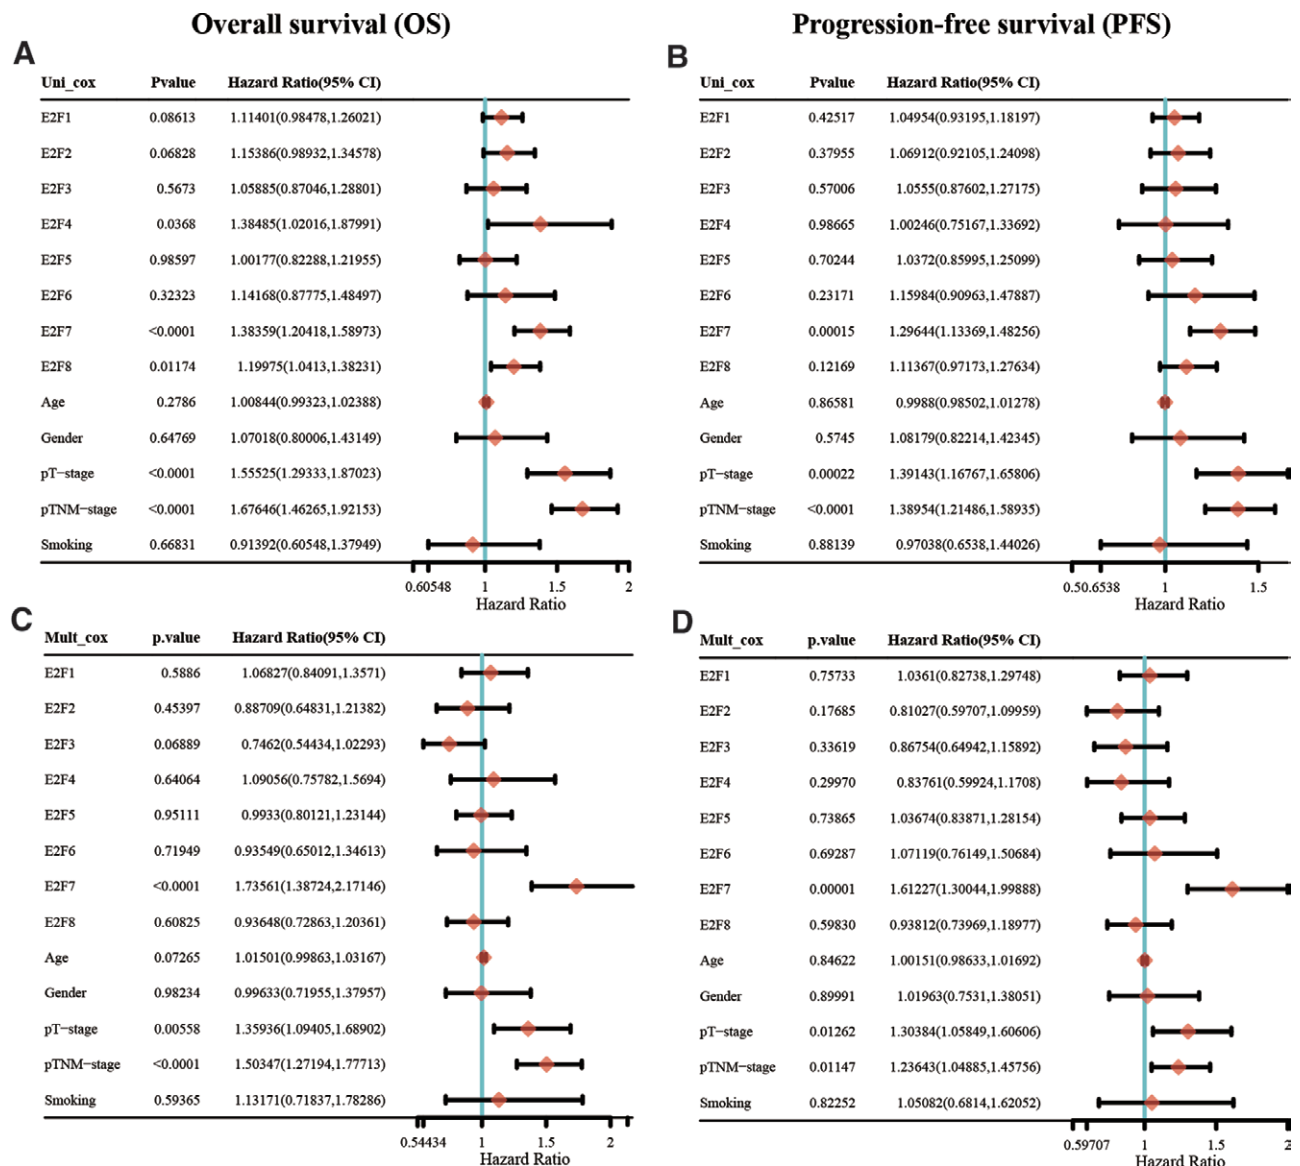 Overall survival (OS)
Progression-free survival (PFS)
A
Uni_cox Pvalue Hazard Ratio(95% CI)
E2F1 0.08613 1.11401(0.98478,1.26021)
E2F2 0.06828 1.15386(0.98932,1.34578)
E2F3 0.5673 1.05885(0.87046,1.28801)
E2F4 0.0368 1.38485(1.02016,1.87991)
E2F5 0.98597 1.00177(0.82288,1.21955)
E2F6 0.32323 1.14168(0.87775,1.48497)
E2F7 <0.0001 1.38359(1.20418,1.58973)
E2F8 0.01174 1.19975(1.0413,1.38231)
Age 0.2786 1.00844(0.99323,1.02388)
Gender 0.64769 1.07018(0.80006,1.43149)
pT−stage <0.0001 1.55525(1.29333,1.87023)
pTNM−stage <0.0001 1.67646(1.46265,1.92153)
Smoking 0.66831 0.91392(0.60548,1.37949)
0.60548 1 1.5 2
Hazard Ratio
B
Uni_cox Pvalue Hazard Ratio(95% CI)
E2F1 0.42517 1.04954(0.93195,1.18197)
E2F2 0.37955 1.06912(0.92105,1.24098)
E2F3 0.57006 1.0555(0.87602,1.27175)
E2F4 0.98665 1.00246(0.75167,1.33692)
E2F5 0.70244 1.0372(0.85995,1.25099)
E2F6 0.23171 1.15984(0.90963,1.47887)
E2F7 0.00015 1.29644(1.13369,1.48256)
E2F8 0.12169 1.11367(0.97173,1.27634)
Age 0.86581 0.9988(0.98502,1.01278)
Gender 0.5745 1.08179(0.82214,1.42345)
pT−stage 0.00022 1.39143(1.16767,1.65806)
pTNM−stage <0.0001 1.38954(1.21486,1.58935)
Smoking 0.88139 0.97038(0.6538,1.44026)
0.50.6538 1 1.5
Hazard Ratio
C
Mult_cox p.value Hazard Ratio(95% CI)
E2F1 0.5886 1.06827(0.84091,1.3571)
E2F2 0.45397 0.88709(0.64831,1.21382)
E2F3 0.06889 0.7462(0.54434,1.02293)
E2F4 0.64064 1.09056(0.75782,1.5694)
E2F5 0.95111 0.9933(0.80121,1.23144)
E2F6 0.71949 0.93549(0.65012,1.34613)
E2F7 <0.0001 1.73561(1.38724,2.17146)
E2F8 0.60825 0.93648(0.72863,1.20361)
Age 0.07265 1.01501(0.99863,1.03167)
Gender 0.98234 0.99633(0.71955,1.37957)
pT−stage 0.00558 1.35936(1.09405,1.68902)
pTNM−stage <0.0001 1.50347(1.27194,1.77713)
Smoking 0.59365 1.13171(0.71837,1.78286)
0.54434 1 1.5 2
Hazard Ratio
D
Mult_cox p.value Hazard Ratio(95% CI)
E2F1 0.75733 1.0361(0.82738,1.29748)
E2F2 0.17685 0.81027(0.59707,1.09959)
E2F3 0.33619 0.86754(0.64942,1.15892)
E2F4 0.29970 0.83761(0.59924,1.1708)
E2F5 0.73865 1.03674(0.83871,1.28154)
E2F6 0.69287 1.07119(0.76149,1.50684)
E2F7 0.00001 1.61227(1.30044,1.99888)
E2F8 0.59830 0.93812(0.73969,1.18977)
Age 0.84622 1.00151(0.98633,1.01692)
Gender 0.89991 1.01963(0.7531,1.38051)
pT−stage 0.01262 1.30384(1.05849,1.60606)
pTNM−stage 0.01147 1.23643(1.04885,1.45756)
Smoking 0.82252 1.05082(0.6814,1.62052)
0.59707 1 1.5 2
Hazard Ratio